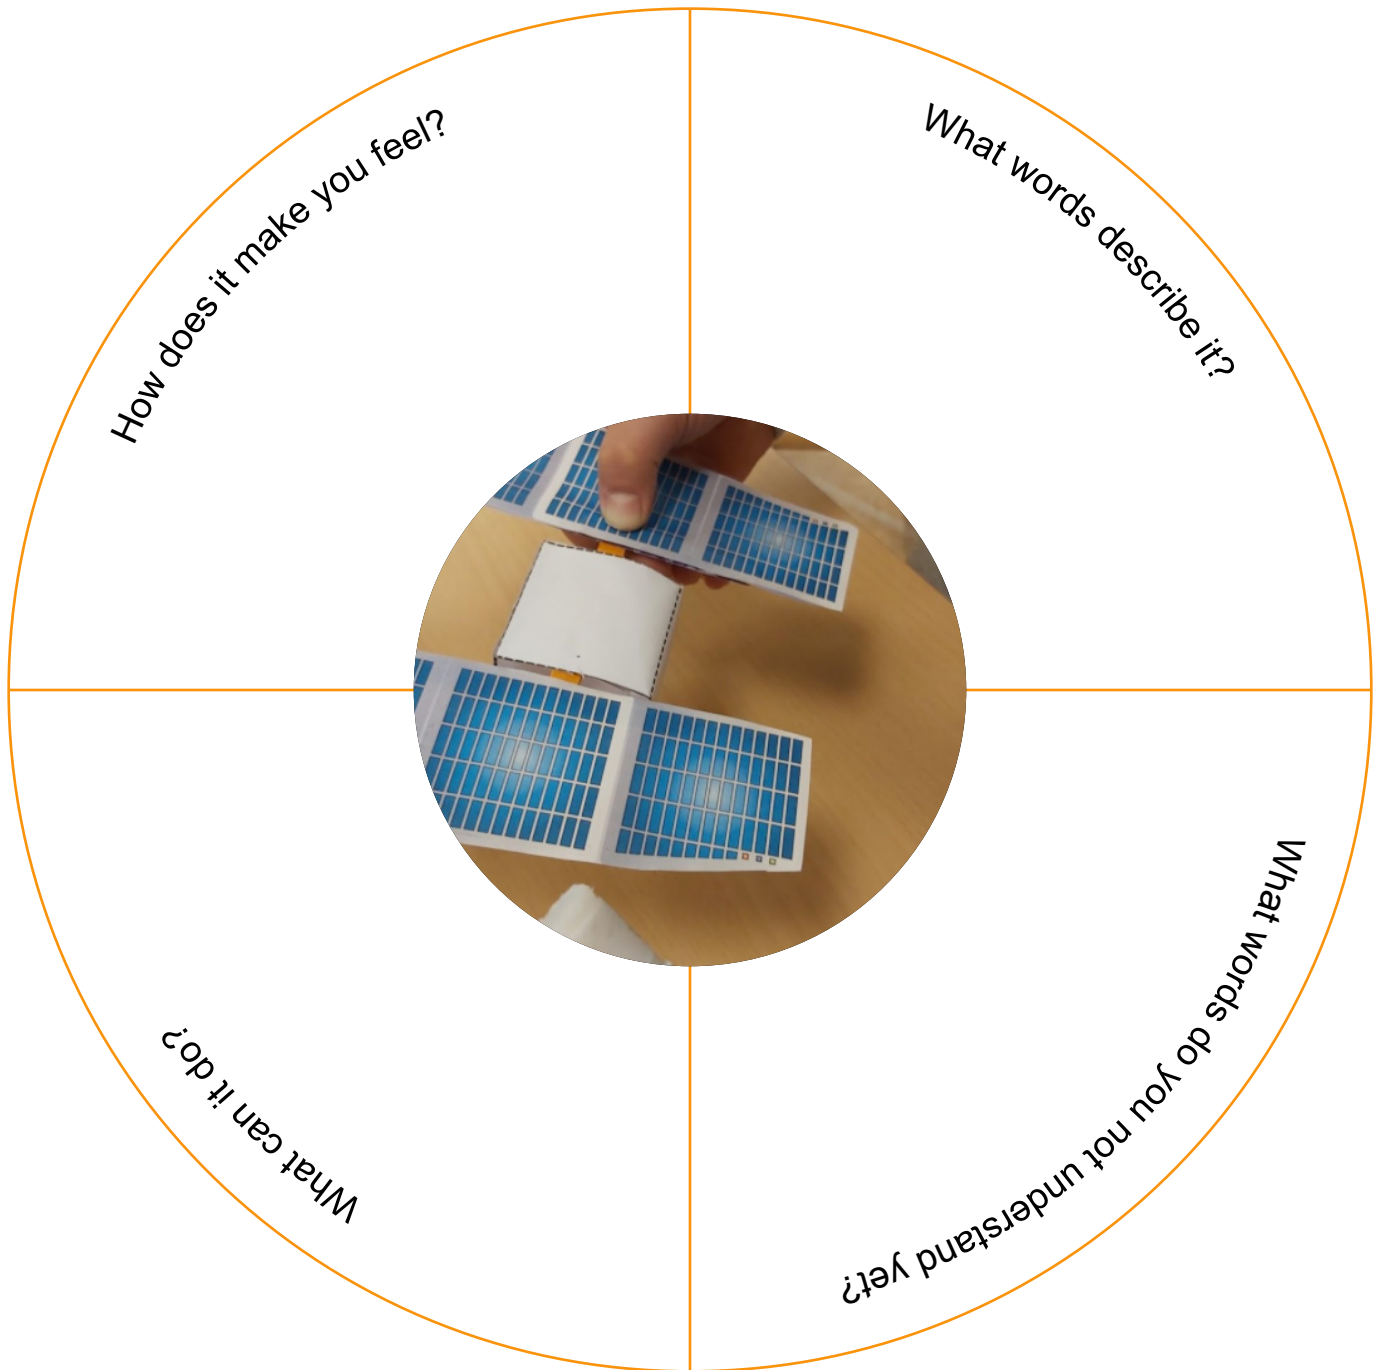 How does it make you feel?
What words describe it?
What can it do?
What words do you not understand yet?